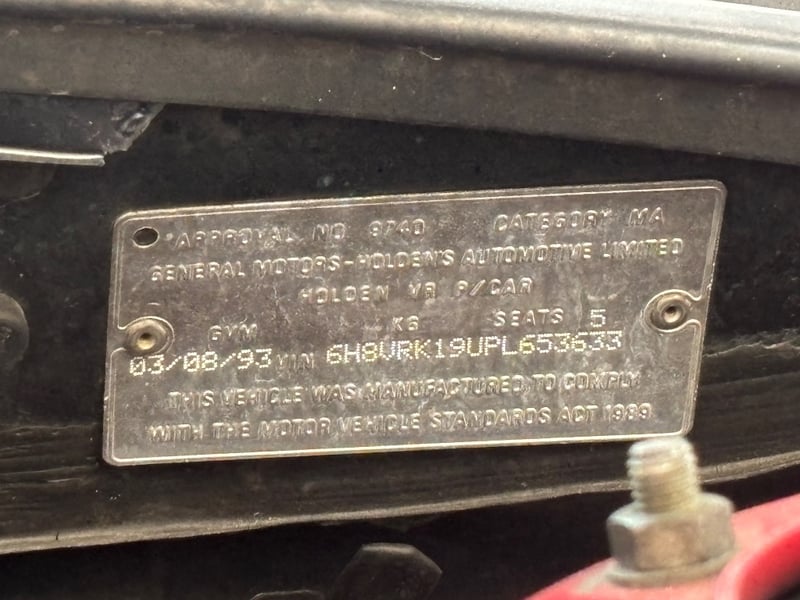 APPROVAL NO 9740 CATEGORY MA
GENERAL MOTORS-HOLDEN'S AUTOMOTIVE LIMITED
HOLDEN VR P/CAR
GVM KG SEATS 5
03/08/93 VIN 6H8VRK19UPL653633
THIS VEHICLE WAS MANUFACTURED TO COMPLY
WITH THE MOTOR VEHICLE STANDARDS ACT 1989